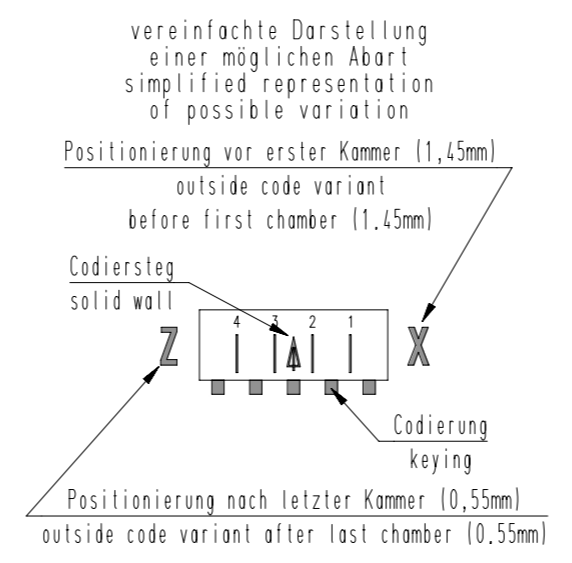 vereinfachte Darstellung
einer möglichen Abart
simplified representation
of possible variation
Positionierung vor erster Kammer (1,45mm)
outside code variant
before first chamber (1.45mm)
Codiersteg
solid wall
4 3 2 1
Z X
Codierung
keying
Positionierung nach letzter Kammer (0,55mm)
outside code variant after last chamber (0.55mm)